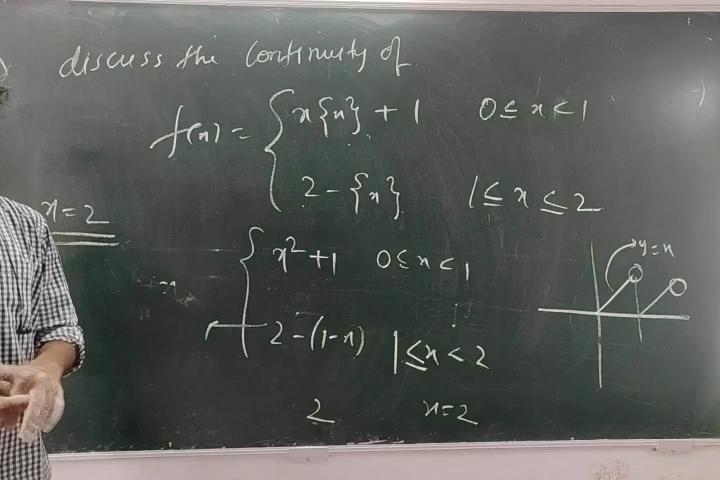 discuss the continuity of
f(x) = { x{x} + 1 0 ≤ x < 1
2 - {x} 1 ≤ x ≤ 2
x = 2
{ x² + 1 0 ≤ x < 1
2 - (1 - x) 1 ≤ x < 2
2 x = 2
y = x